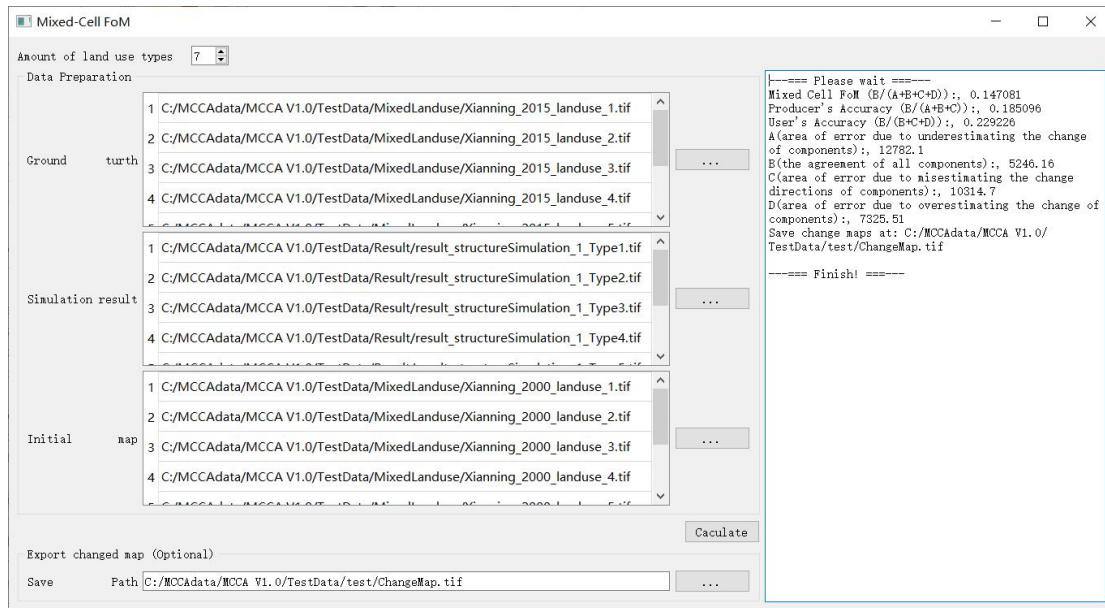 Mixed-Cell FoM
Amount of land use types 7
Data Preparation
Ground turth
1 C:/MCCAdata/MCCA V1.0/TestData/MixedLanduse/Xianning_2015_landuse_1.tif
2 C:/MCCAdata/MCCA V1.0/TestData/MixedLanduse/Xianning_2015_landuse_2.tif
3 C:/MCCAdata/MCCA V1.0/TestData/MixedLanduse/Xianning_2015_landuse_3.tif
4 C:/MCCAdata/MCCA V1.0/TestData/MixedLanduse/Xianning_2015_landuse_4.tif
...
Simulation result
1 C:/MCCAdata/MCCA V1.0/TestData/Result/result_structureSimulation_1_Type1.tif
2 C:/MCCAdata/MCCA V1.0/TestData/Result/result_structureSimulation_1_Type2.tif
3 C:/MCCAdata/MCCA V1.0/TestData/Result/result_structureSimulation_1_Type3.tif
4 C:/MCCAdata/MCCA V1.0/TestData/Result/result_structureSimulation_1_Type4.tif
...
Initial map
1 C:/MCCAdata/MCCA V1.0/TestData/MixedLanduse/Xianning_2000_landuse_1.tif
2 C:/MCCAdata/MCCA V1.0/TestData/MixedLanduse/Xianning_2000_landuse_2.tif
3 C:/MCCAdata/MCCA V1.0/TestData/MixedLanduse/Xianning_2000_landuse_3.tif
4 C:/MCCAdata/MCCA V1.0/TestData/MixedLanduse/Xianning_2000_landuse_4.tif
...
Caculate
Export changed map (Optional)
Save Path C:/MCCAdata/MCCA V1.0/TestData/test/ChangeMap.tif
...
---=== Please wait ===---
Mixed Cell FoM (B/(A+B+C+D)):, 0.147081
Producer's Accuracy (B/(A+B+C)):, 0.185096
User's Accuracy (B/(B+C+D)):, 0.229226
A(area of error due to underestimating the change
of components):, 12782.1
B(the agreement of all components):, 5246.16
C(area of error due to misestimating the change
directions of components):, 10314.7
D(area of error due to overestimating the change of
components):, 7325.51
Save change maps at: C:/MCCAdata/MCCA V1.0/
TestData/test/ChangeMap.tif
---=== Finish! ===---